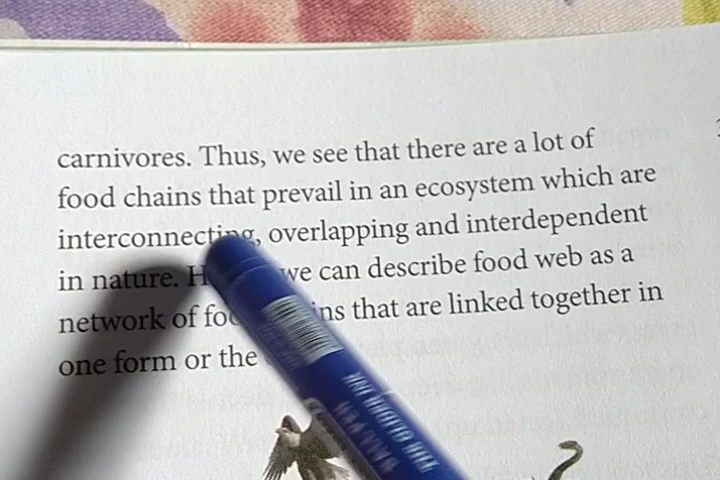 carnivores. Thus, we see that there are a lot of
food chains that prevail in an ecosystem which are
interconnecting, overlapping and interdependent
in nature. we can describe food web as a
network of that are linked together in
one form or the